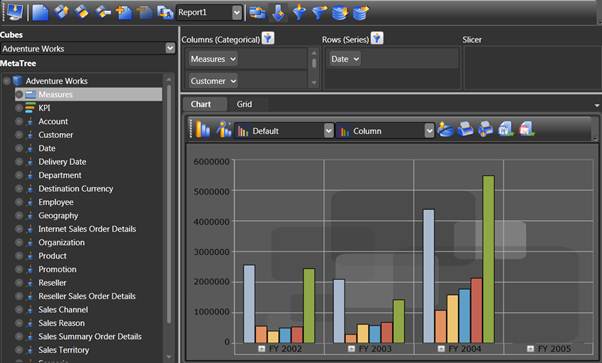 Report1
Cubes
Adventure Works
MetaTree
Adventure Works
Measures
KPI
Account
Customer
Date
Delivery Date
Department
Destination Currency
Employee
Geography
Internet Sales Order Details
Organization
Product
Promotion
Reseller
Reseller Sales Order Details
Sales Channel
Sales Reason
Sales Summary Order Details
Sales Territory
Columns (Categorical)
Rows (Series)
Slicer
Measures
Date
Customer
Chart Grid
Default Column
6000000
5000000
4000000
3000000
2000000
1000000
0
FY 2002 FY 2003 FY 2004 FY 2005